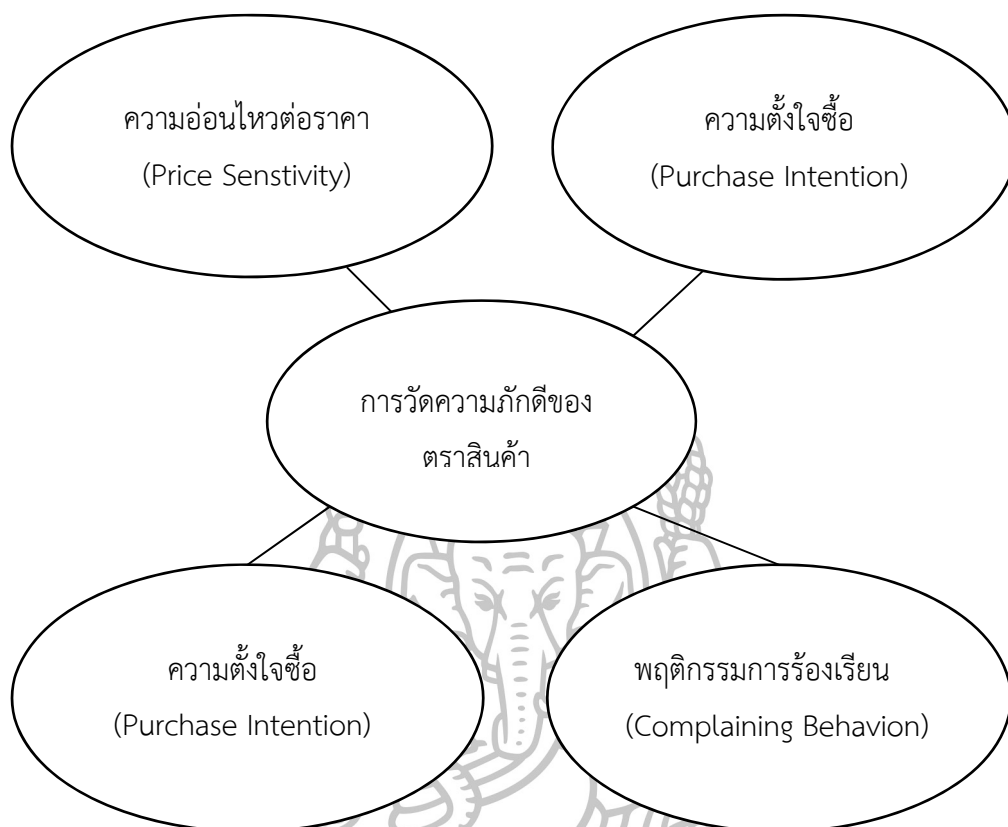 ความอ่อนไหวต่อราคา
(Price Senstivity)
ความตั้งใจซื้อ
(Purchase Intention)
การวัดความภักดีของ
ตราสินค้า
ความตั้งใจซื้อ
(Purchase Intention)
พฤติกรรมการร้องเรียน
(Complaining Behavion)